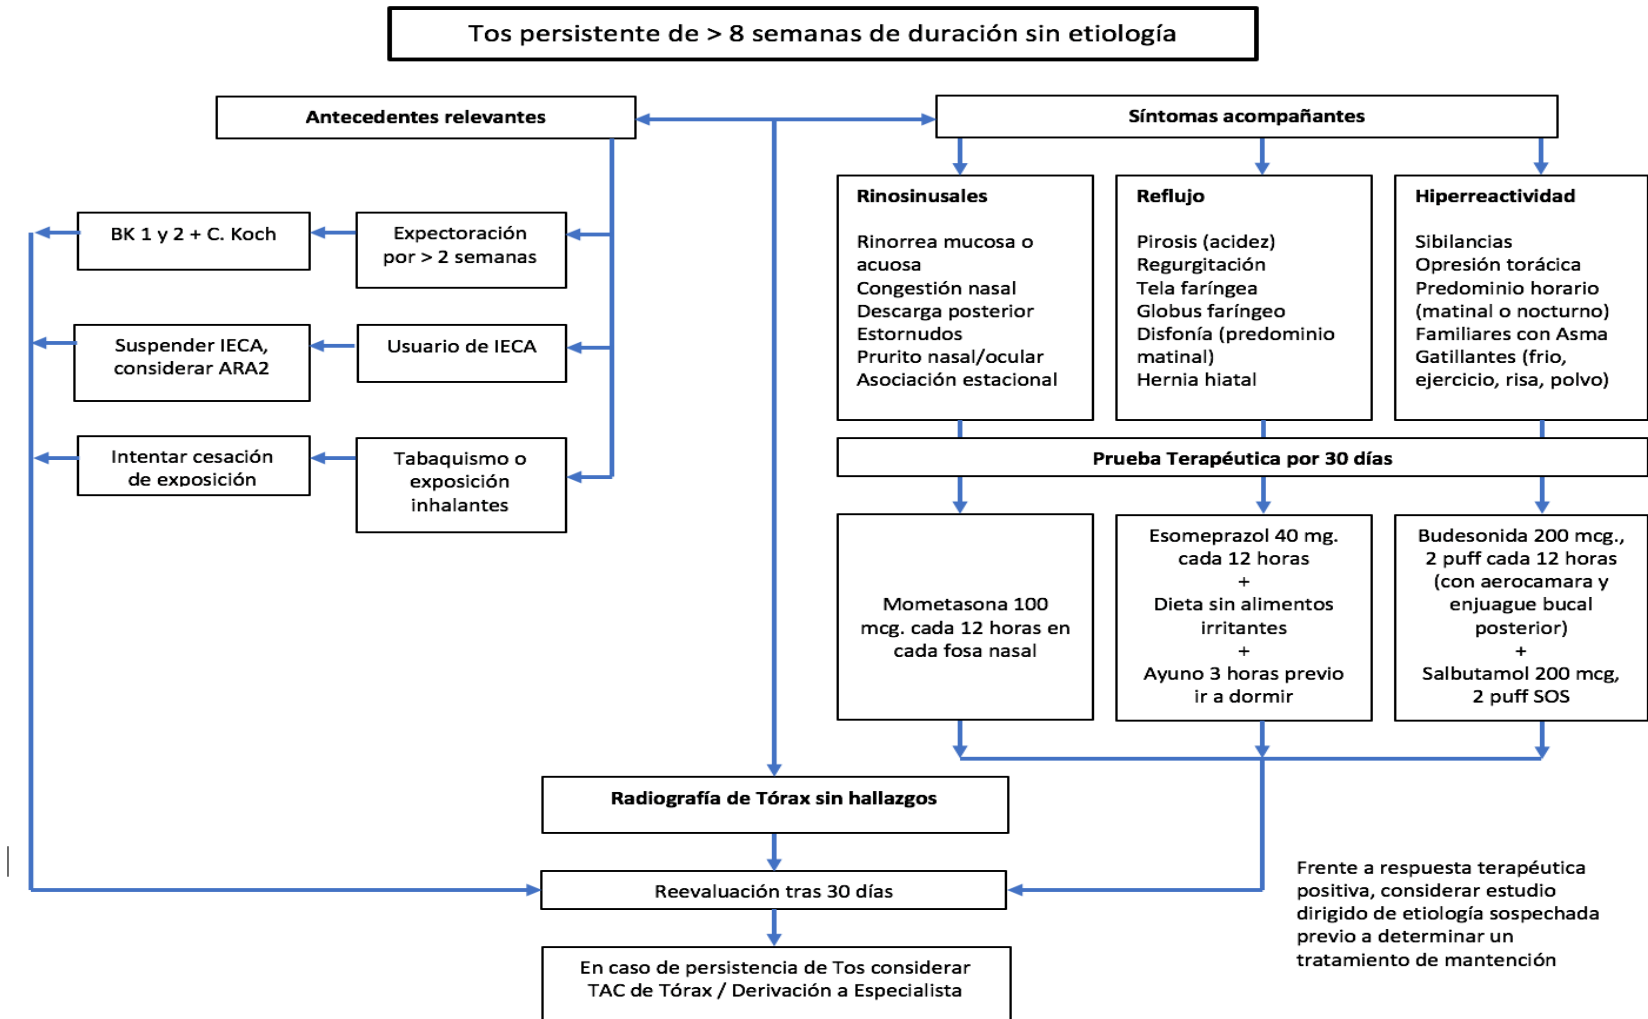 Tos persistente de > 8 semanas de duración sin etiología
Antecedentes relevantes
Síntomas acompañantes
BK 1 y 2 + C. Koch
Expectoración
por > 2 semanas
Suspender IECA,
considerar ARA2
Usuario de IECA
Intentar cesación
de exposición
Tabaquismo o
exposición
inhalantes
Rinosinusales
Rinorrea mucosa o
acuosa
Congestión nasal
Descarga posterior
Estornudos
Prurito nasal/ocular
Asociación estacional
Reflujo
Pirosis (acidez)
Regurgitación
Tela faríngea
Globus faríngeo
Disfonía (predominio
matinal)
Hernia hiatal
Hiperreactividad
Sibilancias
Opresión torácica
Predominio horario
(matinal o nocturno)
Familiares con Asma
Gatillantes (frio,
ejercicio, risa, polvo)
Prueba Terapéutica por 30 días
Mometasona 100
mcg. cada 12 horas en
cada fosa nasal
Esomeprazol 40 mg.
cada 12 horas
+
Dieta sin alimentos
irritantes
+
Ayuno 3 horas previo
ir a dormir
Budesonida 200 mcg.,
2 puff cada 12 horas
(con aerocamara y
enjuague bucal
posterior)
+
Salbutamol 200 mcg,
2 puff SOS
Radiografía de Tórax sin hallazgos
Reevaluación tras 30 días
En caso de persistencia de Tos considerar
TAC de Tórax / Derivación a Especialista
Frente a respuesta terapéutica
positiva, considerar estudio
dirigido de etiología sospechada
previo a determinar un
tratamiento de mantención